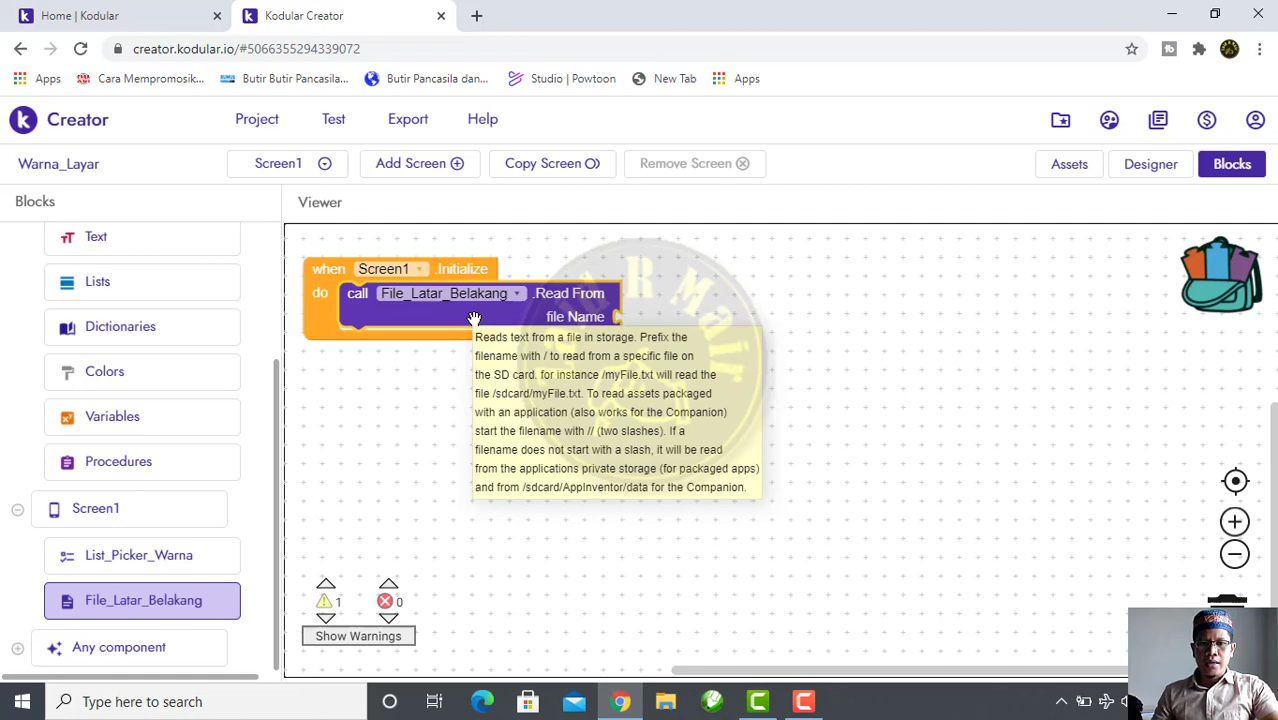 Home | Kodular
Kodular Creator
creator.kodular.io/#5066355294339072
Apps
Cara Mempromosik...
Butir Butir Pancasila...
Butir Pancasila dan...
Studio | Powtoon
New Tab
Apps
Creator
Project
Test
Export
Help
Warna_Layar
Screen1
Add Screen
Copy Screen
Remove Screen
Assets
Designer
Blocks
Blocks
Viewer
Text
Lists
Dictionaries
Colors
Variables
Procedures
Screen1
List_Picker_Warna
File_Latar_Belakang
Any component
when Screen1 .Initialize
do call File_Latar_Belakang .Read From
file Name
Reads text from a file in storage. Prefix the
filename with / to read from a specific file on
the SD card. for instance /myFile.txt will read the
file /sdcard/myFile.txt. To read assets packaged
with an application (also works for the Companion)
start the filename with // (two slashes). If a
filename does not start with a slash, it will be read
from the applications private storage (for packaged apps)
and from /sdcard/AppInventor/data for the Companion.
1
0
Show Warnings
Type here to search